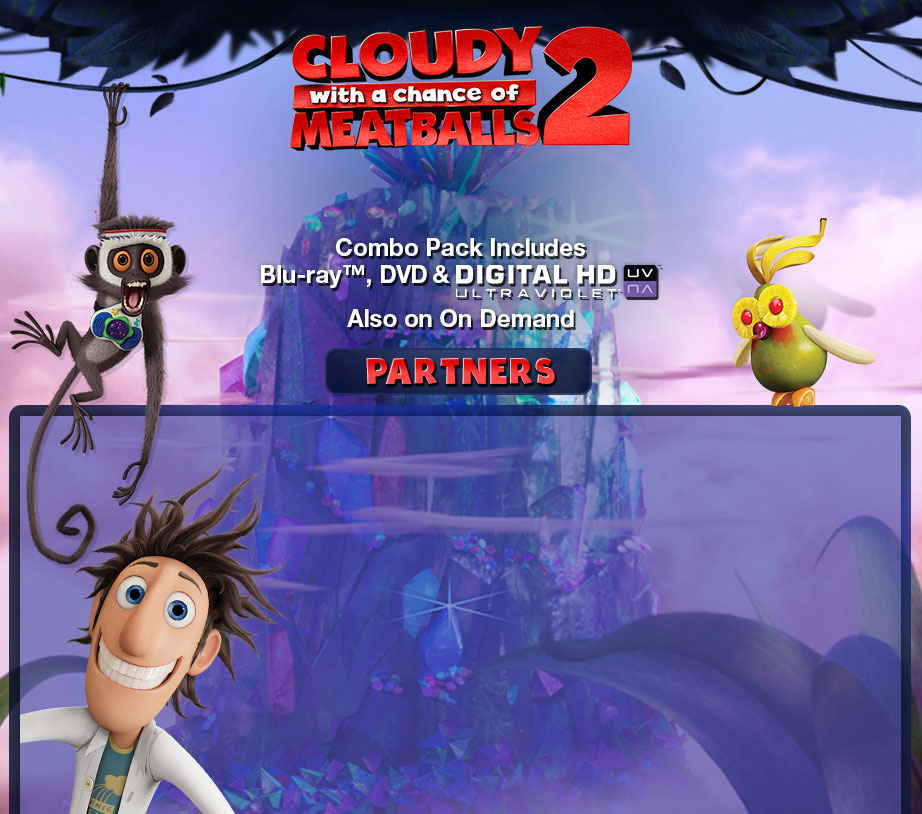 CLOUDY
with a chance of
MEATBALLS 2
Combo Pack Includes
Blu-ray™, DVD & DIGITAL HD UV
ULTRAVIOLET™
Also on On Demand
PARTNERS